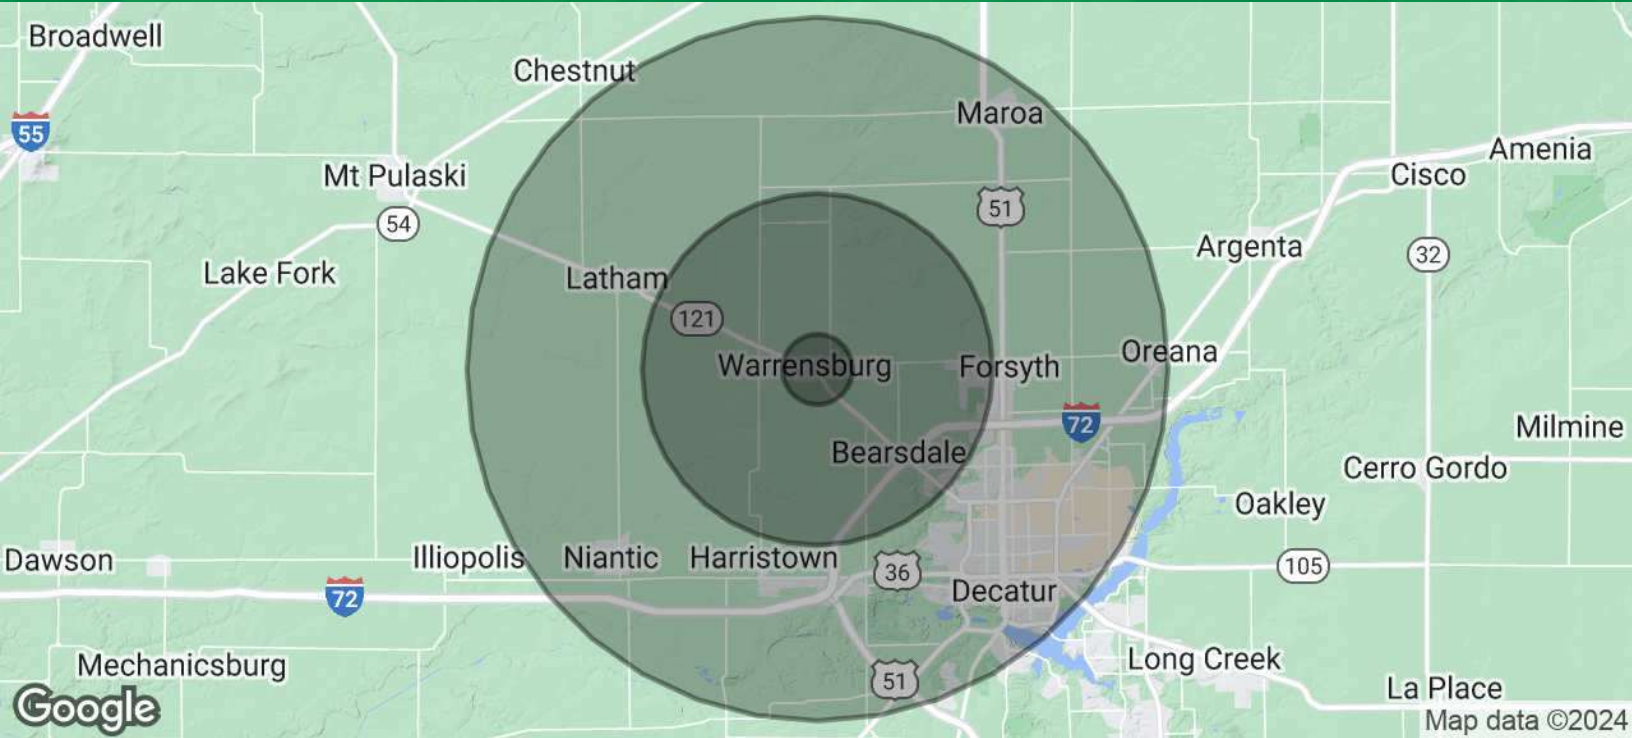 Broadwell
Chestnut
55
Maroa
Amenia
Mt Pulaski
Cisco
51
54
Argenta
32
Lake Fork
Latham
121
Oreana
Warrensburg
Forsyth
72
Milmine
Bearsdale
Cerro Gordo
Oakley
Dawson
Illiopolis
Niantic
Harristown
105
36
72
Decatur
Mechanicsburg
Long Creek
51
La Place
Google
Map data ©2024